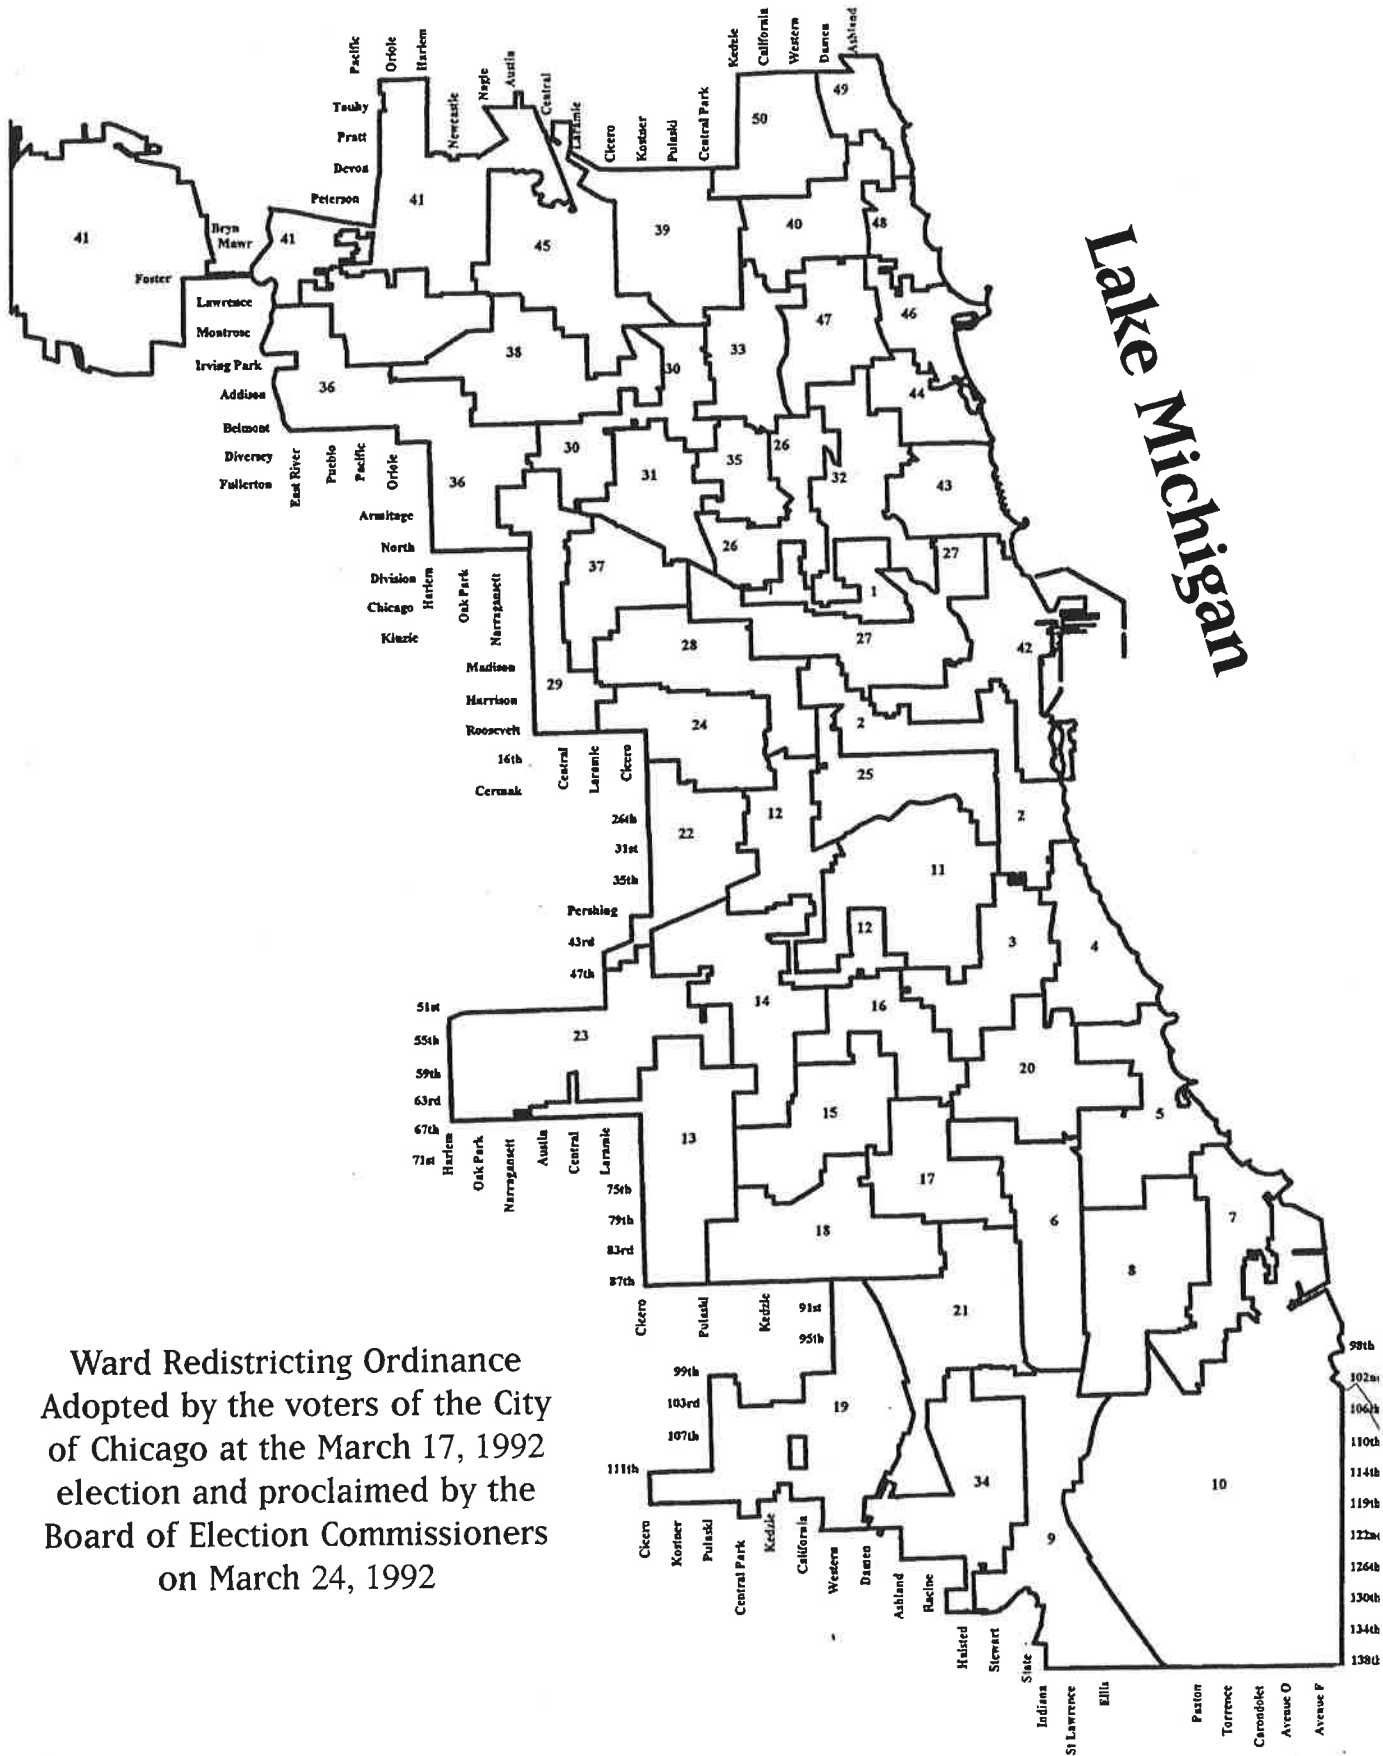 Pacific
Oriole
Harlem
Newcastle
Nagle
Austin
Central
Laramie
Cicero
Kostner
Pulaski
Central Park
Kedzie
California
Western
Damen
Ashland
Touhy
Pratt
Devon
Peterson
Bryn
Mawr
Foster
Lawrence
Montrose
Irving Park
Addison
Belmont
Diversey
Fullerton
East River
Pueblo
Pacific
Oriole
Armitage
North
Division
Chicago
Kinzie
Harlem
Oak Park
Narragansett
Madison
Harrison
Roosevelt
16th
Cermak
Central
Laramie
Cicero
26th
31st
35th
Pershing
43rd
47th
51st
55th
59th
63rd
67th
71st
Harlem
Oak Park
Narragansett
Austin
Central
Laramie
75th
79th
83rd
87th
Cicero
Pulaski
Kedzie
91st
95th
99th
103rd
107th
111th
Cicero
Kostner
Pulaski
Central Park
Kedzie
California
Western
Damen
Ashland
Racine
Halsted
Stewart
State
Indiana
St Lawrence
Ellis
Paxton
Torrence
Carondolet
Avenue O
Avenue F
98th
106th
110th
114th
119th
126th
130th
134th
41
41
41
45
39
50
49
40
48
46
47
33
38
30
36
44
36
30
31
35
26
32
43
26
37
1
1
27
27
28
29
24
42
2
25
12
22
2
11
12
3
4
14
16
23
20
15
5
13
17
18
6
7
8
21
19
34
9
10
Lake Michigan
Ward Redistricting Ordinance
Adopted by the voters of the City
of Chicago at the March 17, 1992
election and proclaimed by the
Board of Election Commissioners
on March 24, 1992